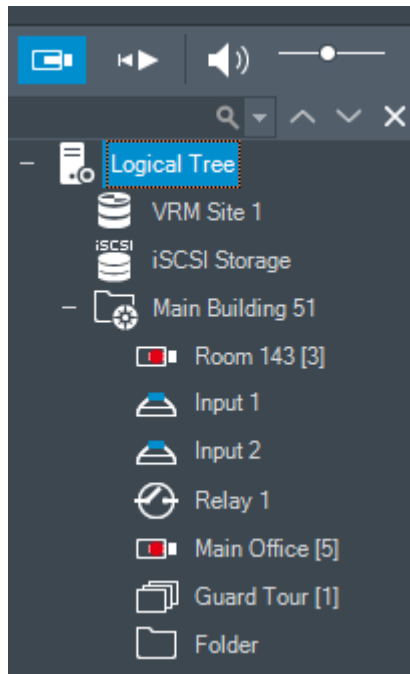 Logical Tree
VRM Site 1
iSCSI
iSCSI Storage
Main Building 51
Room 143 [3]
Input 1
Input 2
Relay 1
Main Office [5]
Guard Tour [1]
Folder